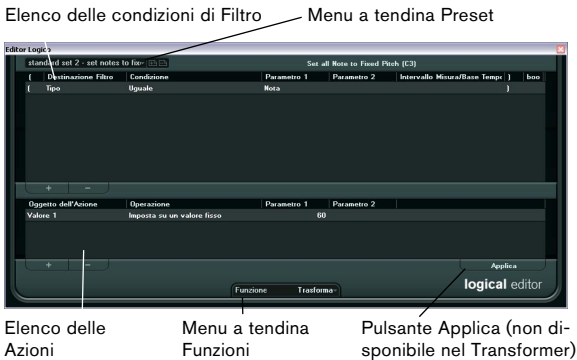 Elenco delle condizioni di Filtro
Menu a tendina Preset
Editor Logico
standard set 2 - set notes to fix
Set all Note to Fixed Pitch (C3)
( Destinazione Filtro Condizione Parametro 1 Parametro 2 Intervallo Misura/Base Tempo ) boo
( Tipo Uguale Nota )
+ −
Oggetto dell'Azione Operazione Parametro 1 Parametro 2
Valore 1 Imposta su un valore fisso 60
+ −
Applica
logical editor
Funzione Trasforma
Elenco delle
Azioni
Menu a tendina
Funzioni
Pulsante Applica (non di-
sponibile nel Transformer)